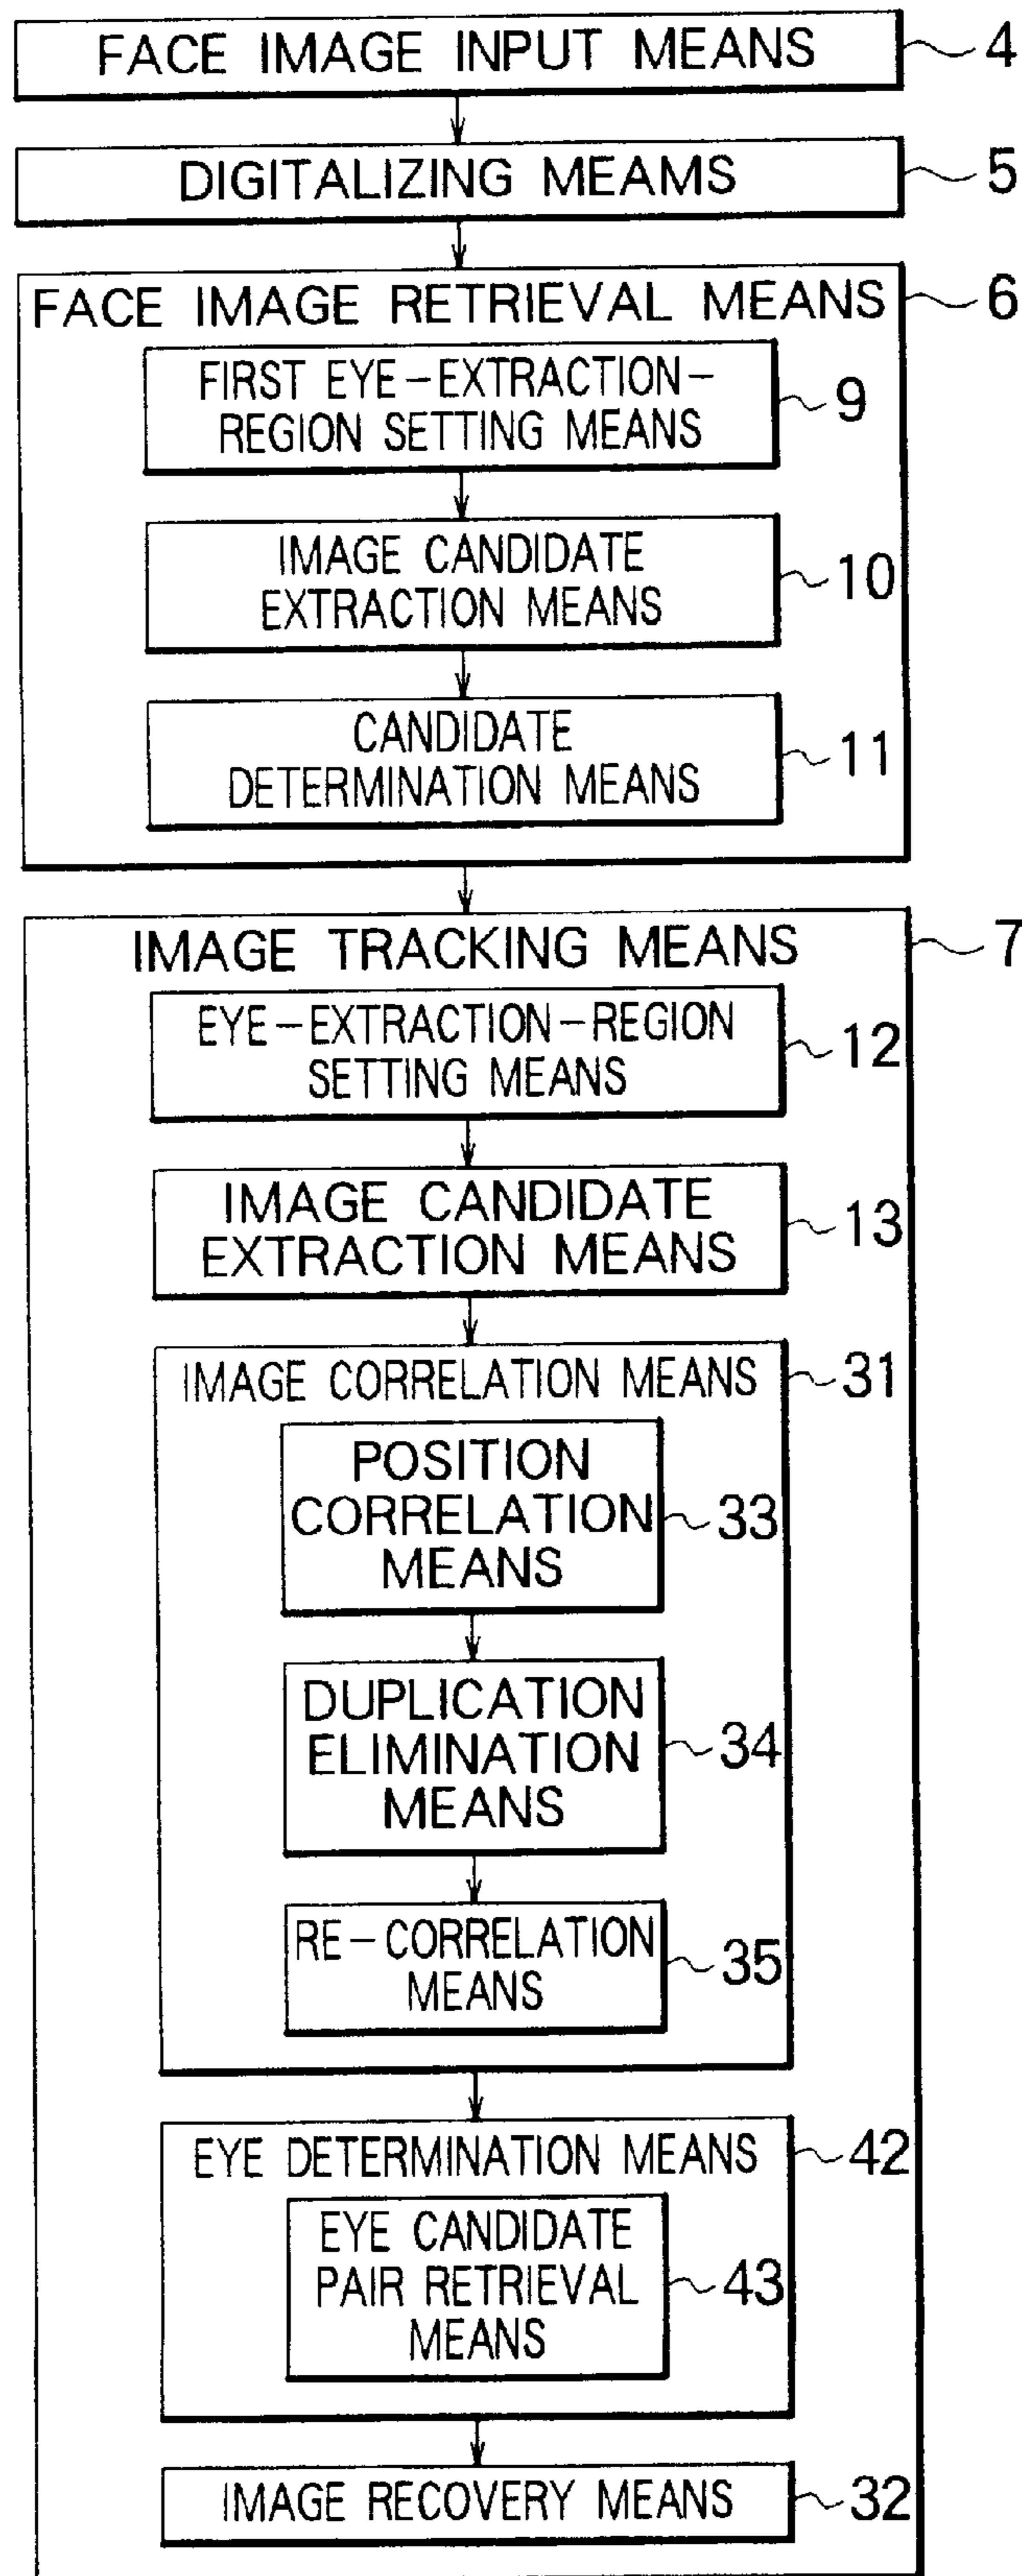 FACE IMAGE INPUT MEANS 4
DIGITALIZING MEAMS 5
FACE IMAGE RETRIEVAL MEANS 6
FIRST EYE-EXTRACTION-
REGION SETTING MEANS 9
IMAGE CANDIDATE
EXTRACTION MEANS 10
CANDIDATE
DETERMINATION MEANS 11
IMAGE TRACKING MEANS 7
EYE-EXTRACTION-REGION
SETTING MEANS 12
IMAGE CANDIDATE
EXTRACTION MEANS 13
IMAGE CORRELATION MEANS 31
POSITION
CORRELATION 33
MEANS
DUPLICATION
ELIMINATION 34
MEANS
RE-CORRELATION
MEANS 35
EYE DETERMINATION MEANS 42
EYE CANDIDATE
PAIR RETRIEVAL 43
MEANS
IMAGE RECOVERY MEANS 32